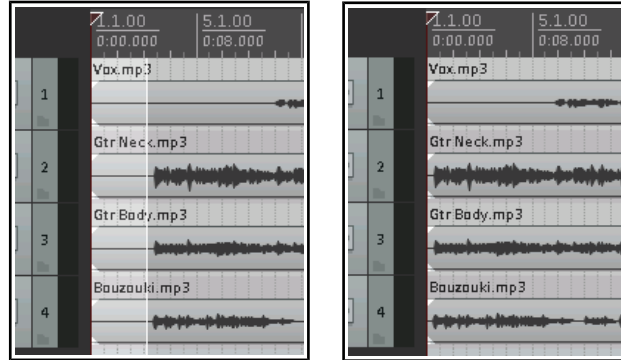 1.1.00 5.1.00
0:00.000 0:08.000
Vox.mp3
1
Gtr Neck.mp3
2
Gtr Body.mp3
3
Bouzouki.mp3
4
1.1.00 5.1.00
0:00.000 0:08.000
Vox.mp3
1
Gtr Neck.mp3
2
Gtr Body.mp3
3
Bouzouki.mp3
4